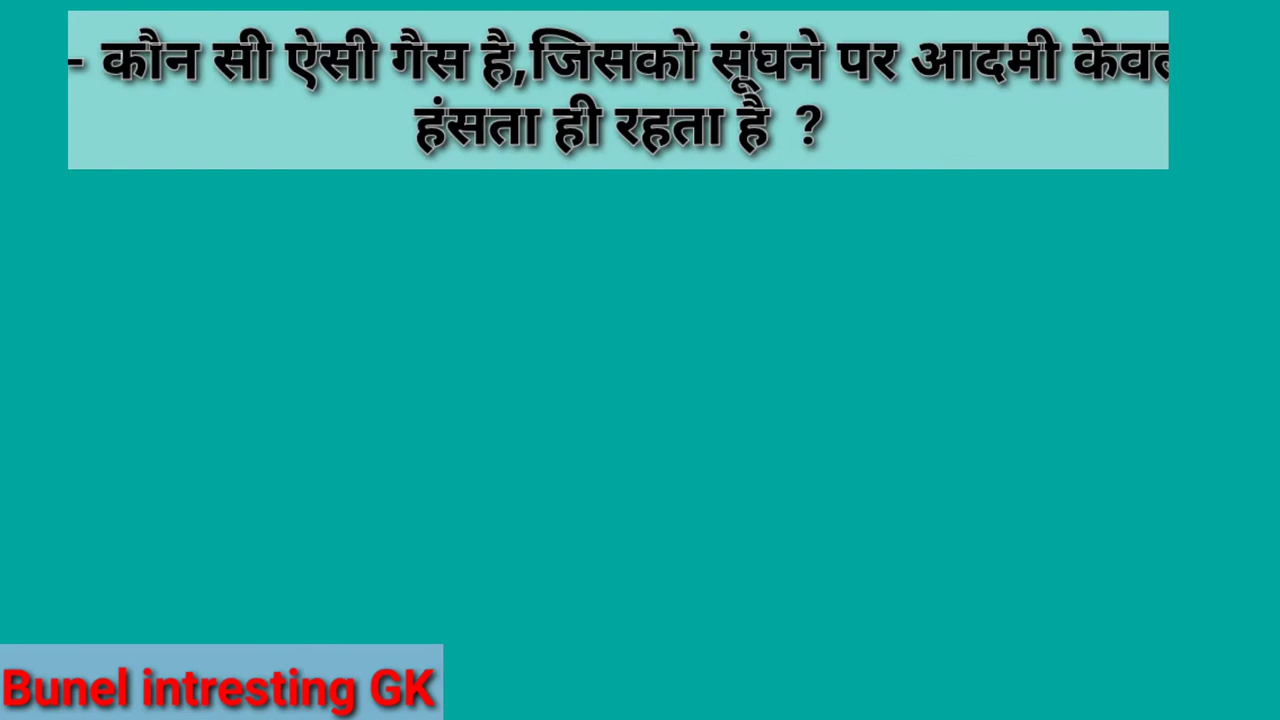 - कौन सी ऐसी गैस है,जिसको सूंघने पर आदमी केवल
हंसता ही रहता है ?
Bunel intresting GK